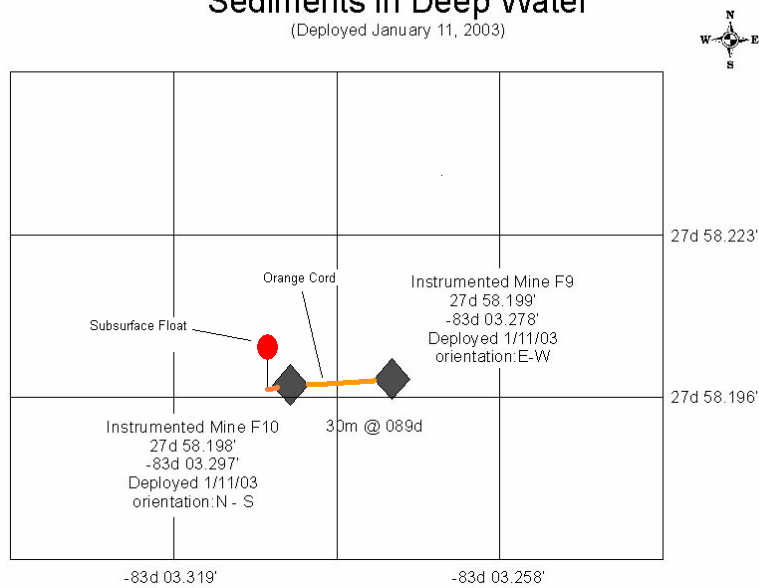 Sediments in Deep Water
(Deployed January 11, 2003)
N
W E
S
27d 58.223'
Orange Cord
Instrumented Mine F9
27d 58.199'
-83d 03.278'
Deployed 1/11/03
orientation:E-W
Subsurface Float
27d 58.196'
Instrumented Mine F10
27d 58.198'
-83d 03.297'
Deployed 1/11/03
orientation:N - S
30m @ 089d
-83d 03.319'
-83d 03.258'